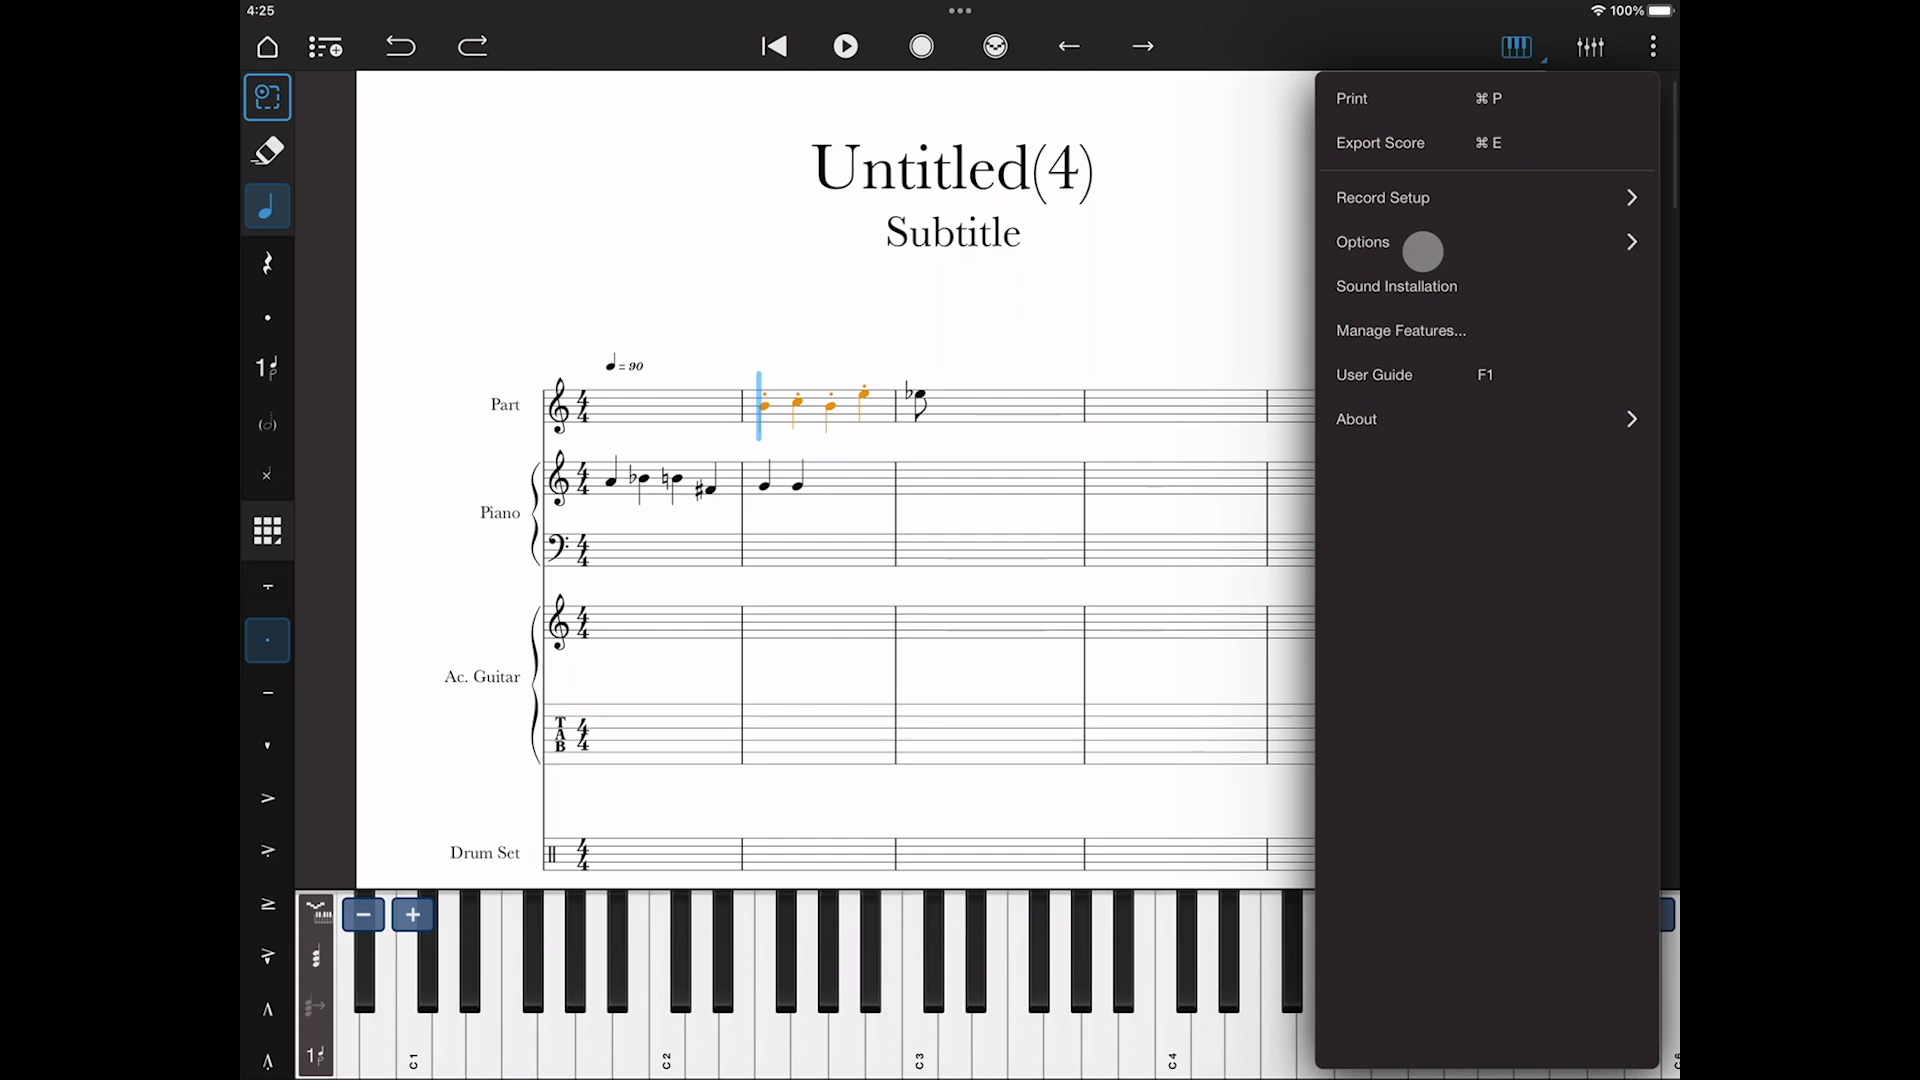 4:25
100%
Print ⌘ P
Export Score ⌘ E
Record Setup
Options
Sound Installation
Manage Features...
User Guide F1
About
Untitled(4)
Subtitle
= 90
Part
Piano
Ac. Guitar
T
A
B
Drum Set
C1
C2
C3
C4